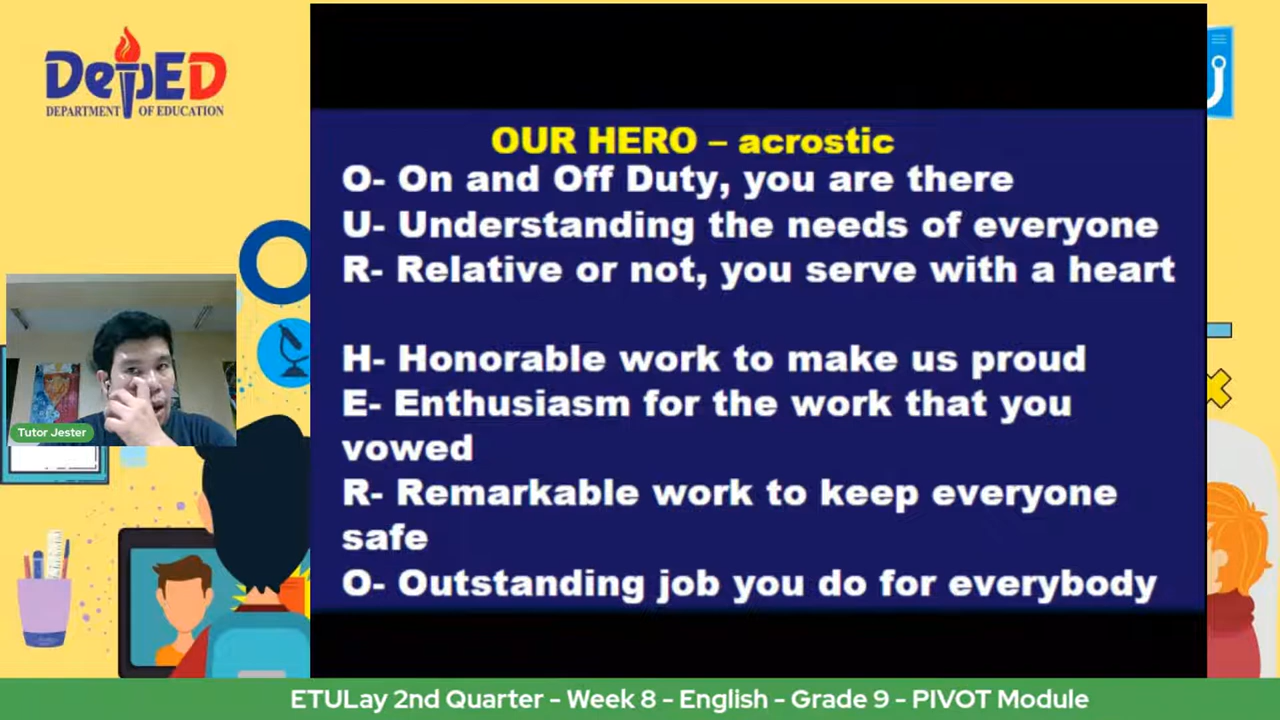 DepED
DEPARTMENT OF EDUCATION
OUR HERO – acrostic
O- On and Off Duty, you are there
U- Understanding the needs of everyone
R- Relative or not, you serve with a heart
H- Honorable work to make us proud
E- Enthusiasm for the work that you
vowed
R- Remarkable work to keep everyone
safe
O- Outstanding job you do for everybody
Tutor Jester
ETULay 2nd Quarter - Week 8 - English - Grade 9 - PIVOT Module